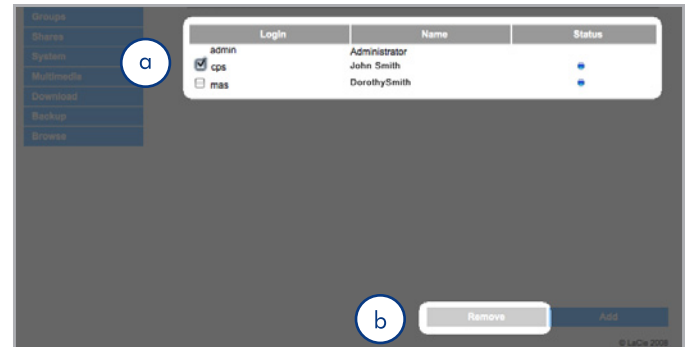 Groups
Shares
System
Multimedia
Download
Backup
Browse
a
Login Name Status
admin Administrator
cps John Smith
mas DorothySmith
b
Remove Add
© LaCie 2008